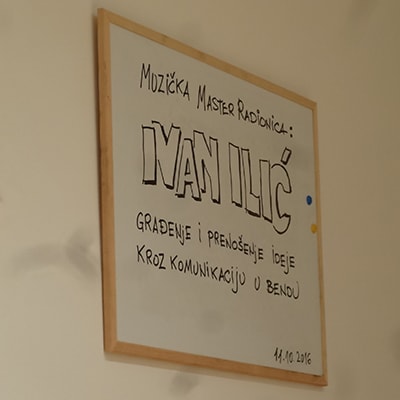 MUZIČKA MASTER RADIONICA:
IVAN ILIĆ
GRAĐENJE I PRENOŠENJE IDEJE
KROZ KOMUNIKACIJU U BENDU
11.10.2016